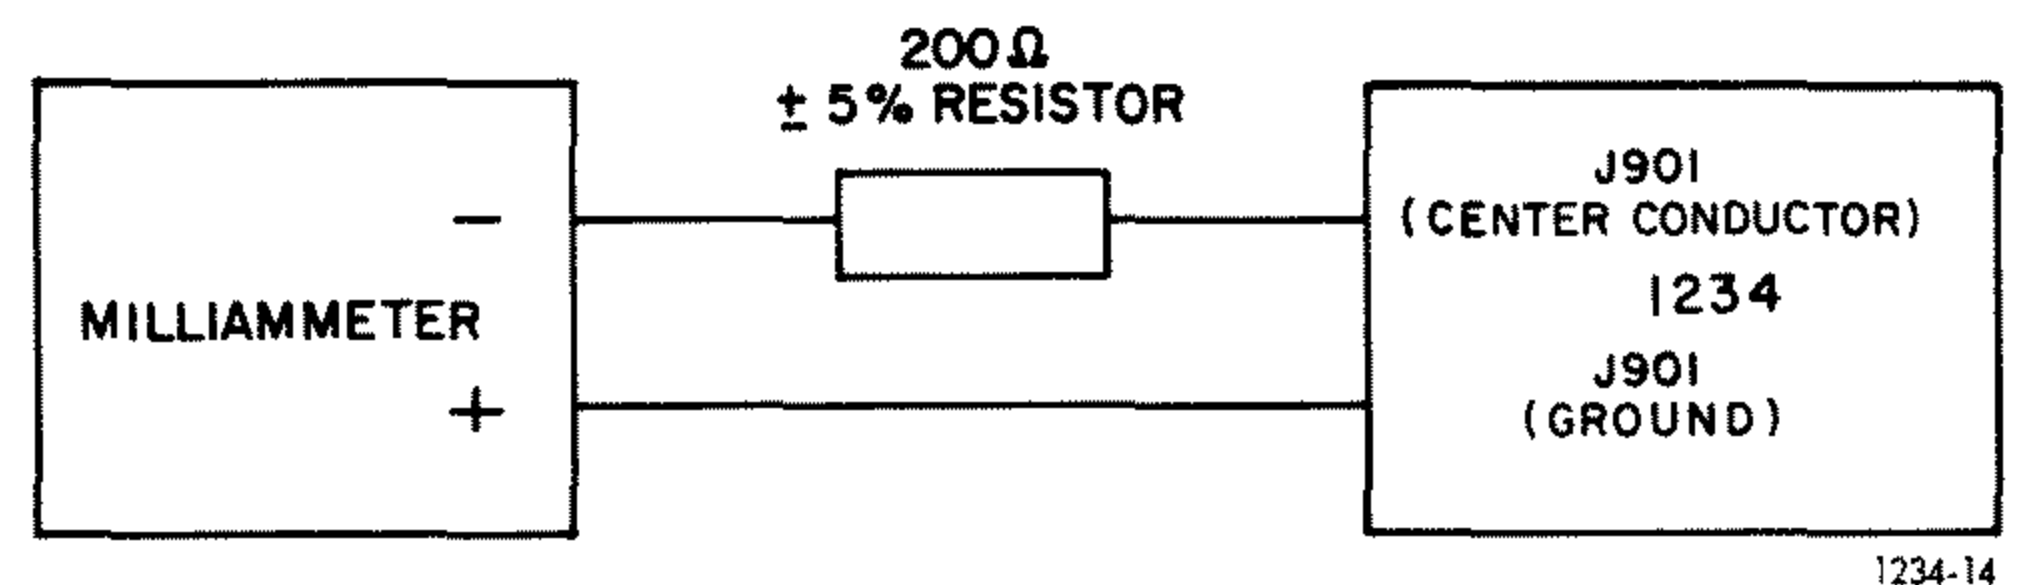 200Ω
± 5% RESISTOR
J901
(CENTER CONDUCTOR)
−
1234
MILLIAMMETER
J901
+
(GROUND)
1234-14